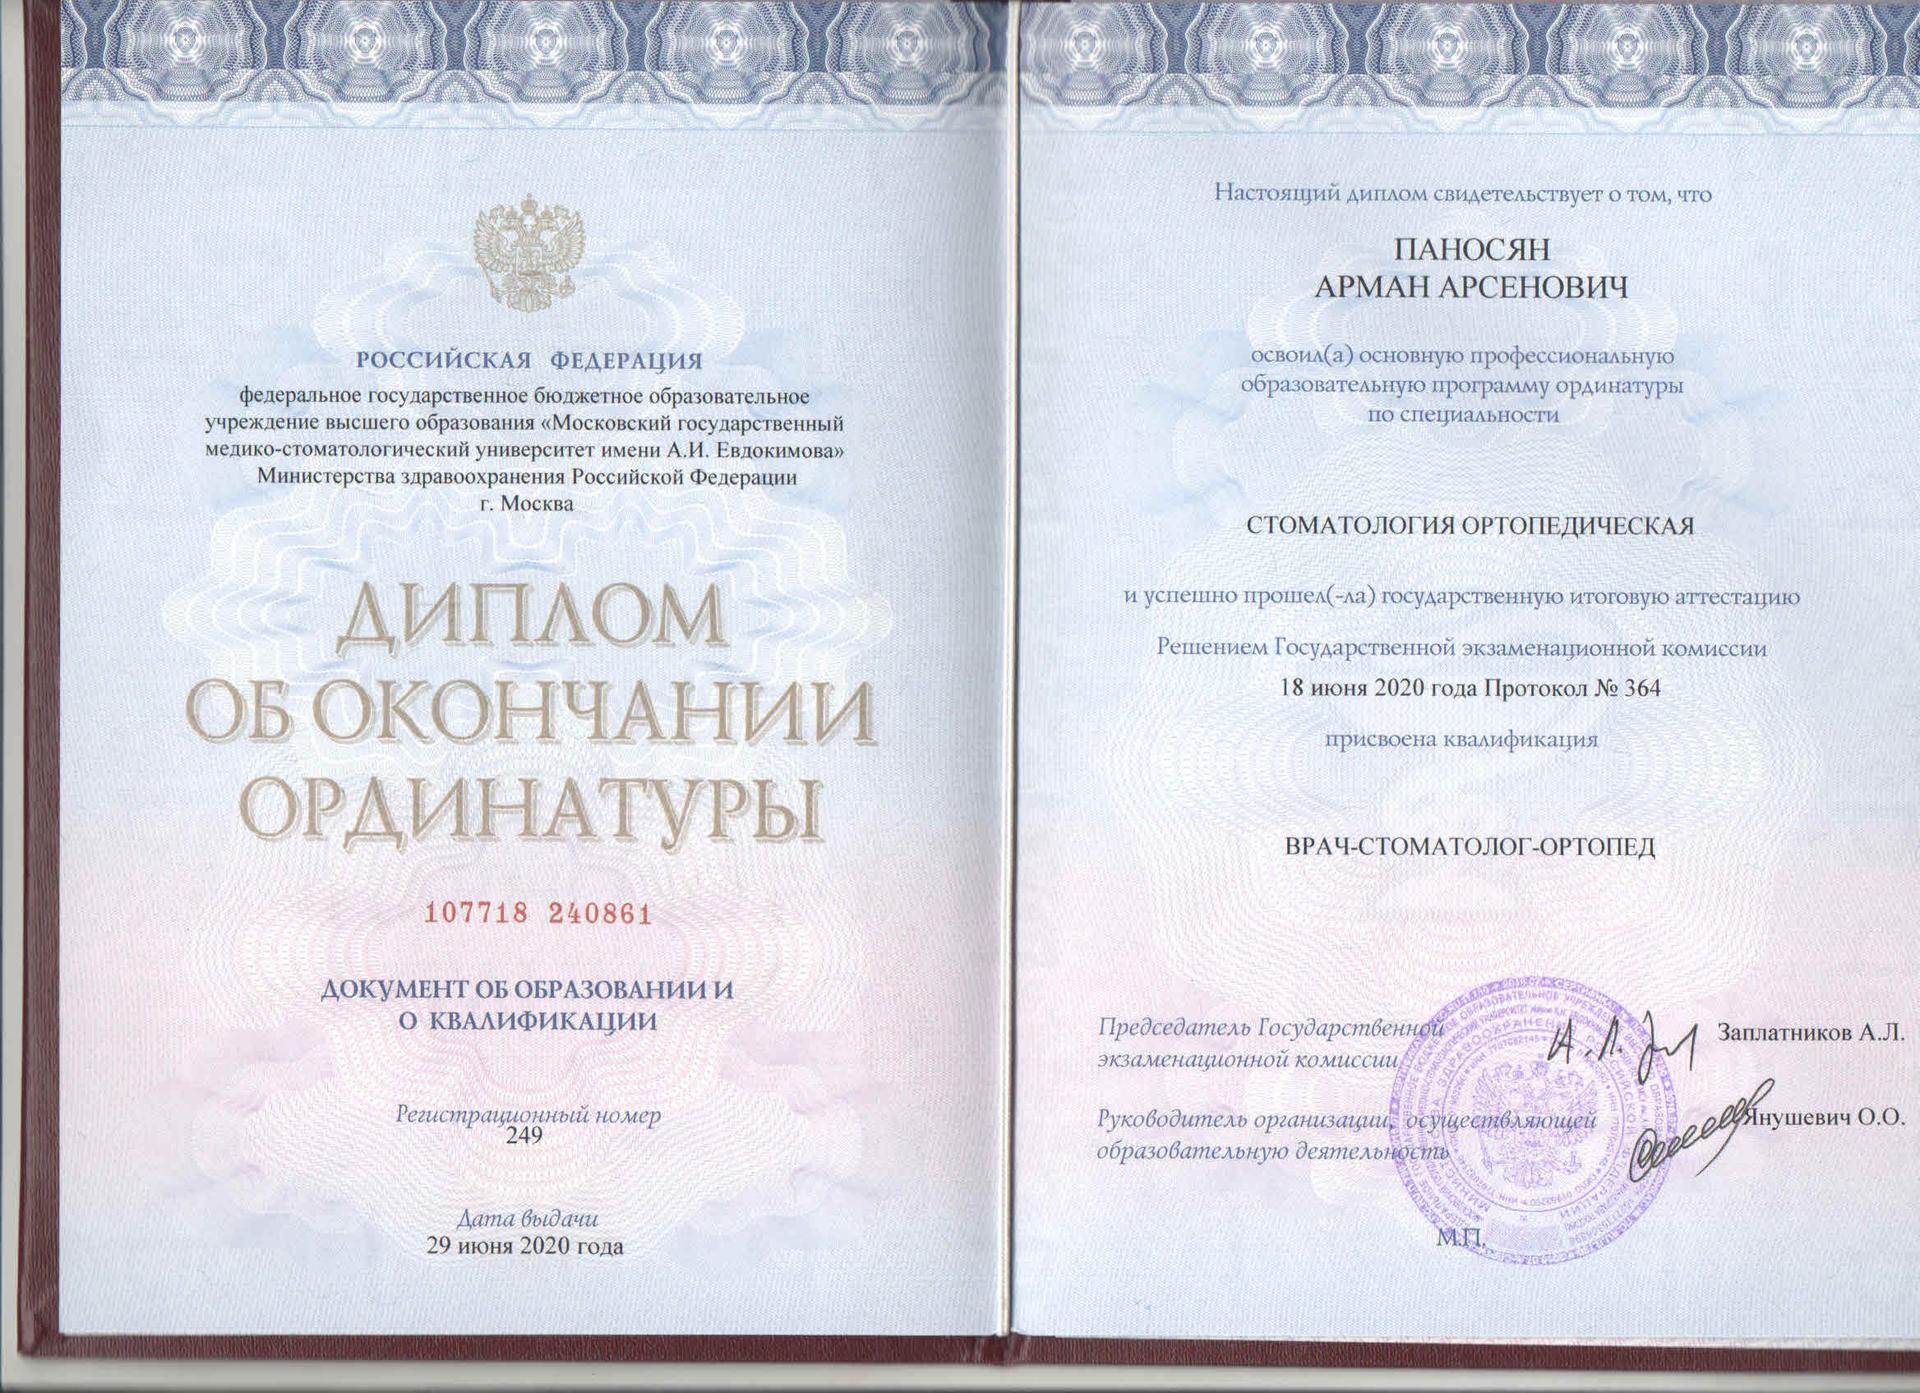 РОССИЙСКАЯ ФЕДЕРАЦИЯ
федеральное государственное бюджетное образовательное
учреждение высшего образования «Московский государственный
медико-стоматологический университет имени А.И. Евдокимова»
Министерства здравоохранения Российской Федерации
г. Москва
ДИПЛОМ
ОБ ОКОНЧАНИИ
ОРДИНАТУРЫ
107718 240861
ДОКУМЕНТ ОБ ОБРАЗОВАНИИ И
О КВАЛИФИКАЦИИ
Регистрационный номер
249
Дата выдачи
29 июня 2020 года
Настоящий диплом свидетельствует о том, что
ПАНОСЯН
АРМАН АРСЕНОВИЧ
освоил(а) основную профессиональную
образовательную программу ординатуры
по специальности
СТОМАТОЛОГИЯ ОРТОПЕДИЧЕСКАЯ
и успешно прошел(-ла) государственную итоговую аттестацию
Решением Государственной экзаменационной комиссии
18 июня 2020 года Протокол № 364
присвоена квалификация
ВРАЧ-СТОМАТОЛОГ-ОРТОПЕД
Председатель Государственной
экзаменационной комиссии
Заплатников А.Л.
Руководитель организации, осуществляющей
образовательную деятельность
Янушевич О.О.
М.П.